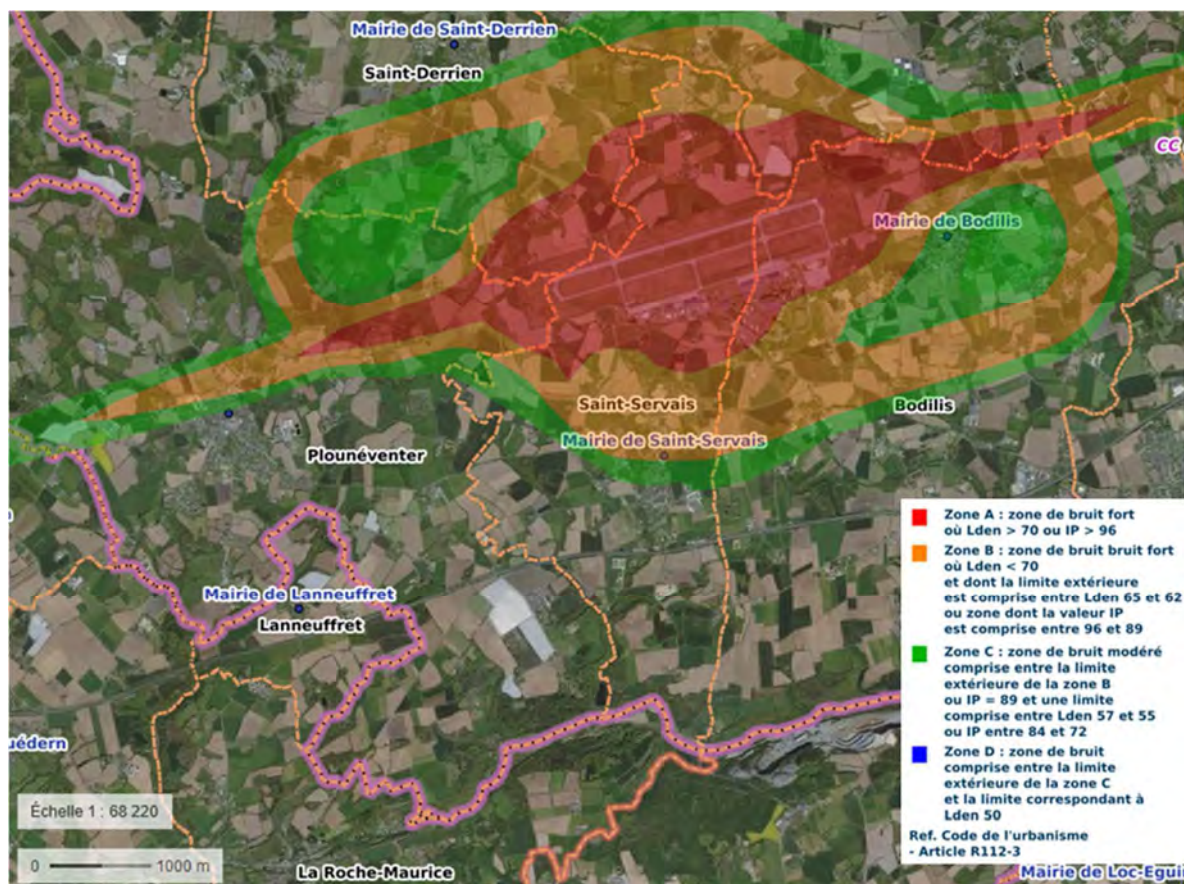 Mairie de Saint-Derrien
Saint-Derrien
CC
Mairie de Bodilis
Saint-Servais
Bodilis
Mairie de Saint-Servais
Plounéventer
Mairie de Lanneuffret
Lanneuffret
uédern
Échelle 1 : 68 220
0 1000 m
La Roche-Maurice
Zone A : zone de bruit fort
où Lden > 70 ou IP > 96
Zone B : zone de bruit bruit fort
où Lden < 70
et dont la limite extérieure
est comprise entre Lden 65 et 62
ou zone dont la valeur IP
est comprise entre 96 et 89
Zone C : zone de bruit modéré
comprise entre la limite
extérieure de la zone B
ou IP = 89 et une limite
comprise entre Lden 57 et 55
ou IP entre 84 et 72
Zone D : zone de bruit
comprise entre la limite
extérieure de la zone C
et la limite correspondant à
Lden 50
Ref. Code de l'urbanisme
- Article R112-3
Mairie de Loc-Egui